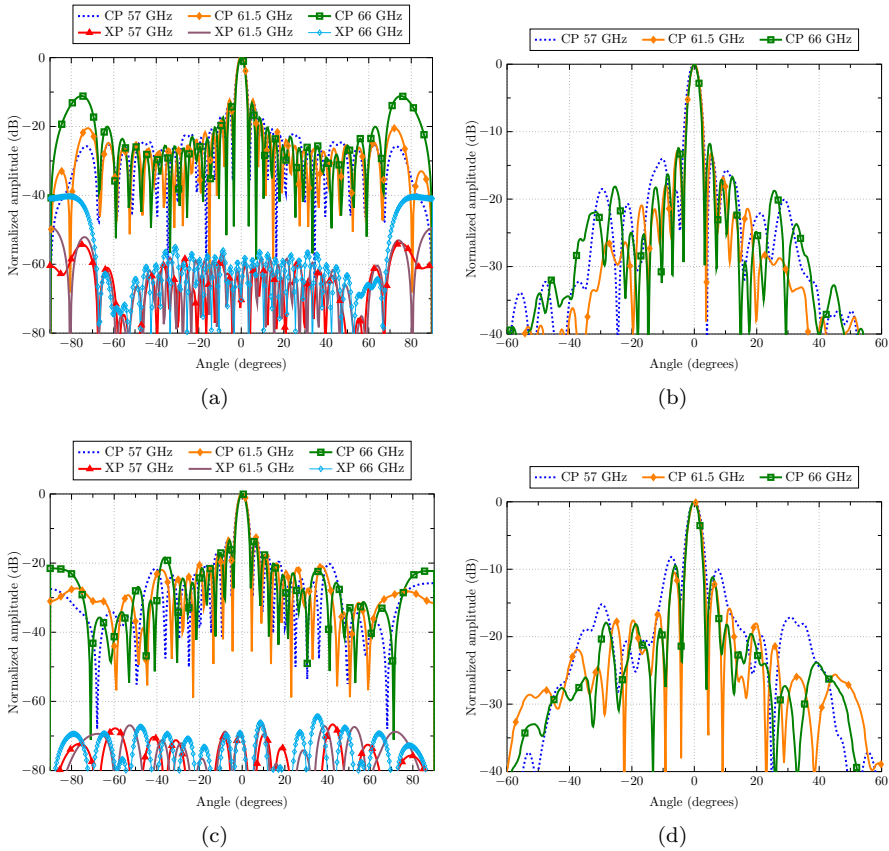 CP 57 GHz CP 61.5 GHz CP 66 GHz
XP 57 GHz XP 61.5 GHz XP 66 GHz
0
−20
−40
−60
−80
Normalized amplitude (dB)
−80 −60 −40 −20 0 20 40 60 80
Angle (degrees)
(a)
CP 57 GHz CP 61.5 GHz CP 66 GHz
0
−10
−20
−30
−40
Normalized amplitude (dB)
−60 −40 −20 0 20 40 60
Angle (degrees)
(b)
CP 57 GHz CP 61.5 GHz CP 66 GHz
XP 57 GHz XP 61.5 GHz XP 66 GHz
0
−20
−40
−60
−80
Normalized amplitude (dB)
−80 −60 −40 −20 0 20 40 60 80
Angle (degrees)
(c)
CP 57 GHz CP 61.5 GHz CP 66 GHz
0
−10
−20
−30
−40
Normalized amplitude (dB)
−60 −40 −20 0 20 40 60
Angle (degrees)
(d)